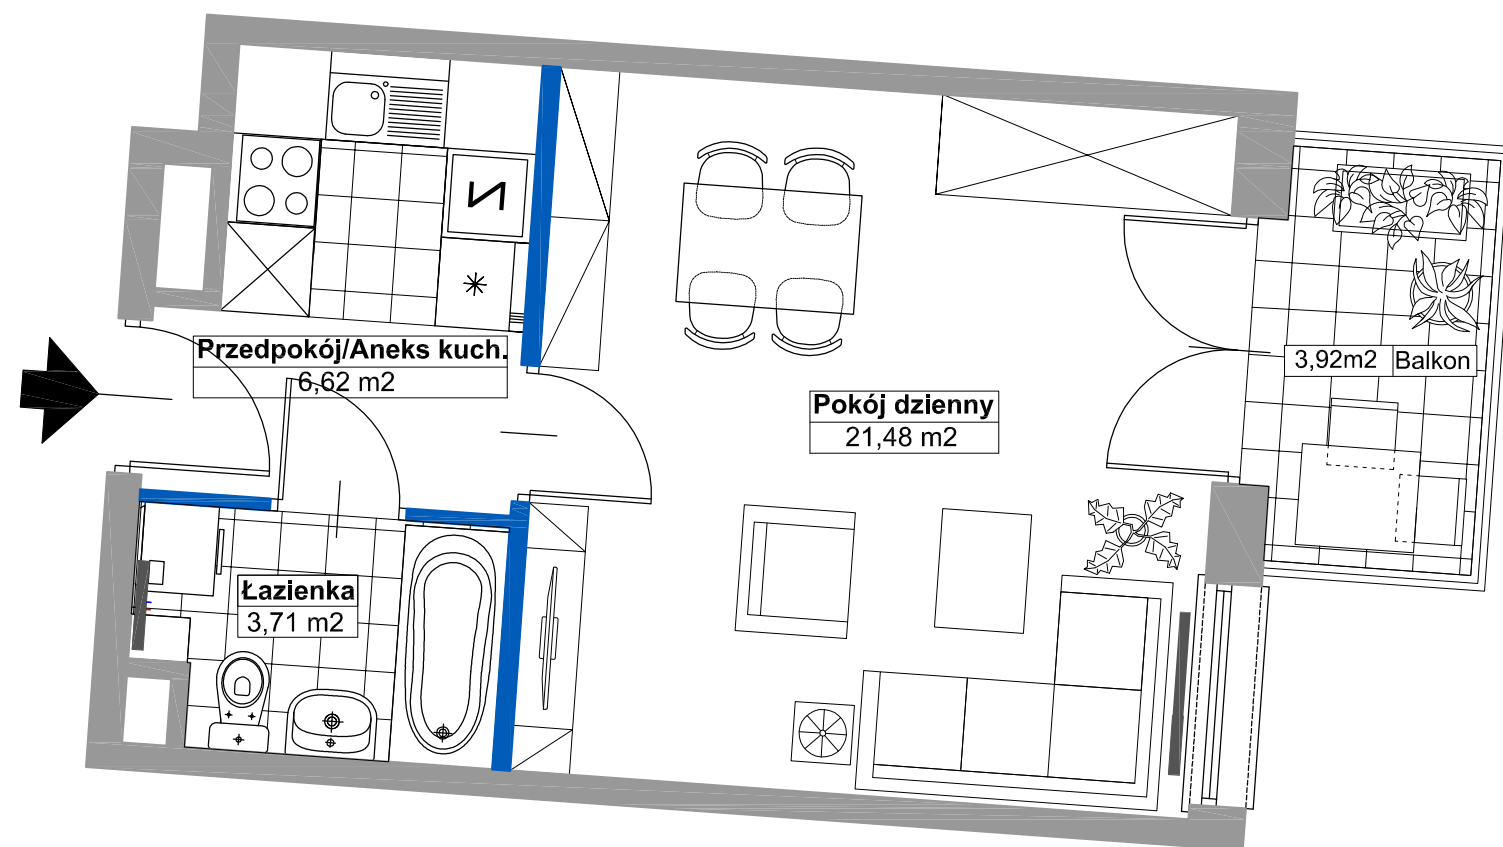 Przedpokój/Aneks kuch.
6,62 m2
3,92m2 Balkon
Pokój dzienny
21,48 m2
Łazienka
3,71 m2